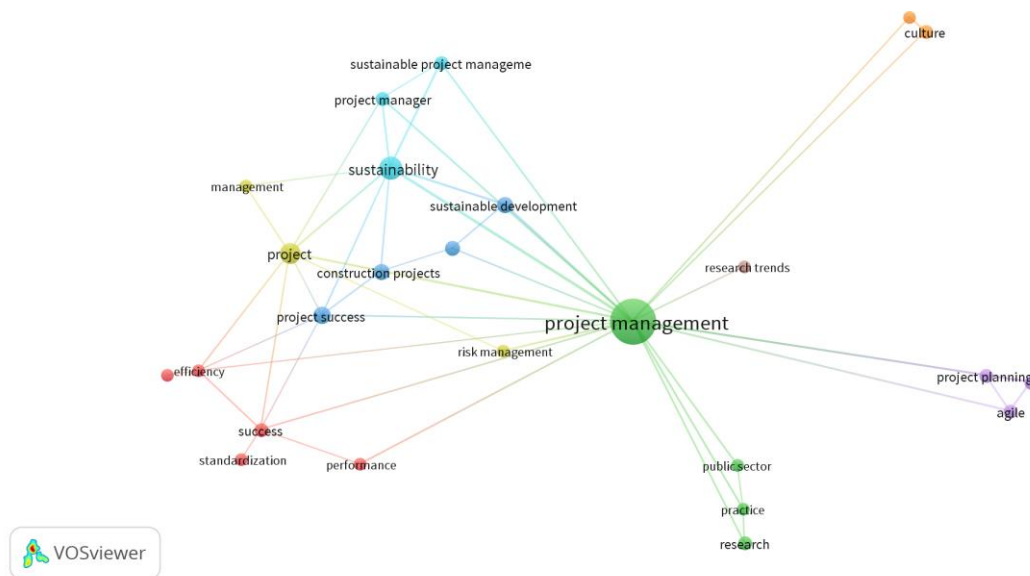 culture
sustainable project manageme
project manager
sustainability
management
sustainable development
project
construction projects
research trends
project success
project management
risk management
efficiency
project planning
agile
success
standardization
performance
public sector
practice
research
VOSviewer